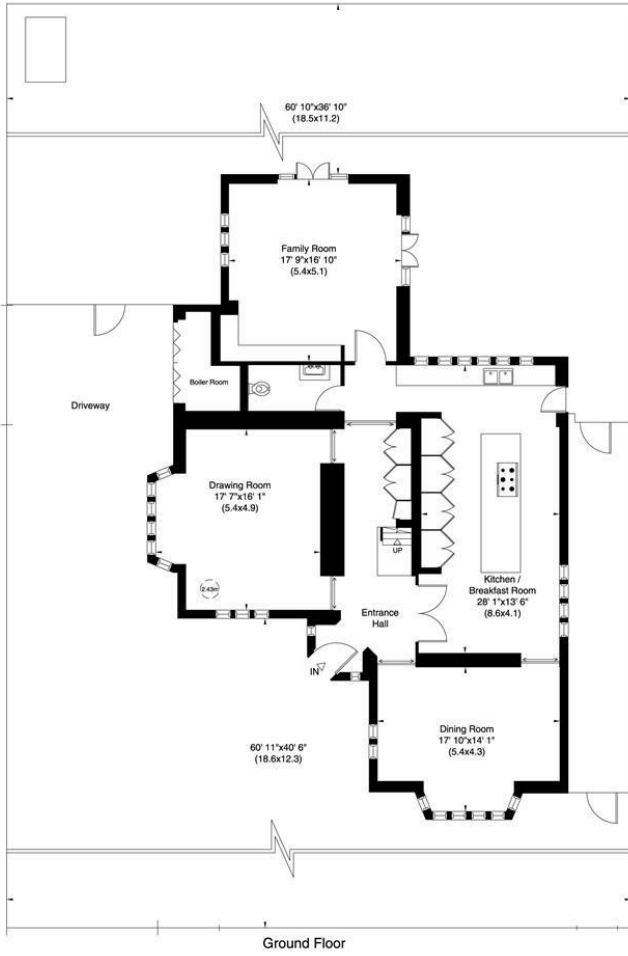 60' 10"x36' 10"
(18.5x11.2)
Family Room
17' 9"x16' 10"
(5.4x5.1)
Boiler Room
Driveway
Drawing Room
17' 7"x16' 1"
(5.4x4.9)
2.43m
UP
Kitchen /
Breakfast Room
28' 1"x13' 6"
(8.6x4.1)
Entrance
Hall
IN
Dining Room
17' 10"x14' 1"
(5.4x4.3)
60' 11"x40' 6"
(18.6x12.3)
Ground Floor